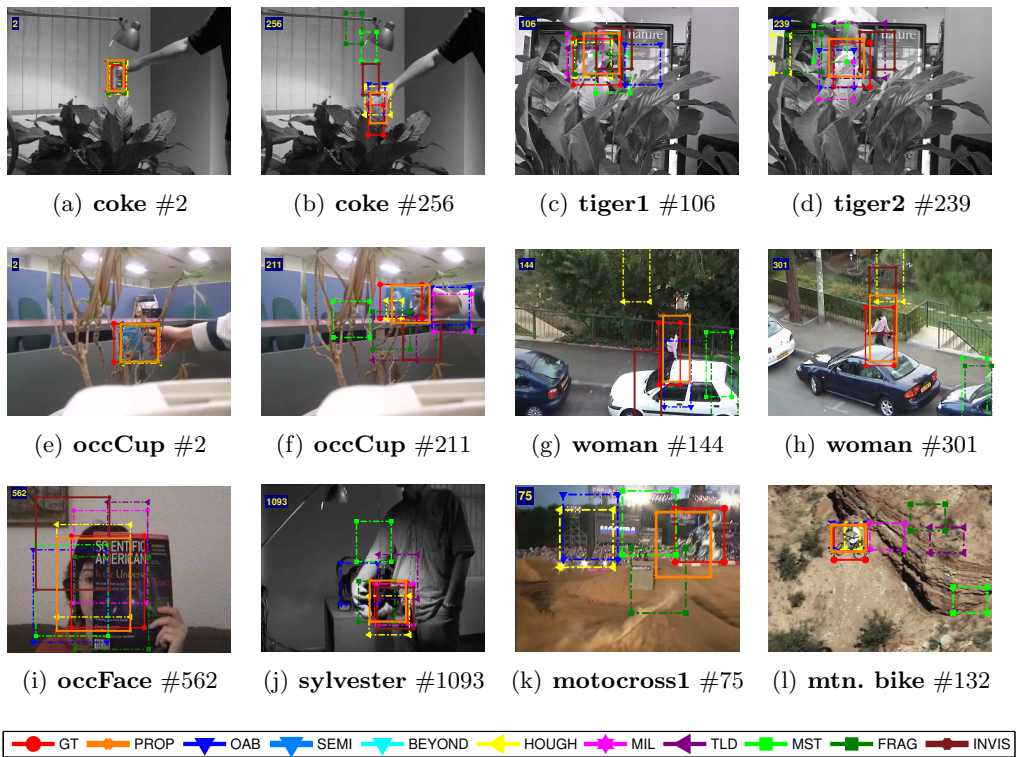 2
256
106
nature
239
nature
(a) coke #2
(b) coke #256
(c) tiger1 #106
(d) tiger2 #239
2
211
144
301
(e) occCup #2
(f) occCup #211
(g) woman #144
(h) woman #301
562
SCIENTIFIC
AMERICAN
1093
75
(i) occFace #562
(j) sylvester #1093
(k) motocross1 #75
(l) mtn. bike #132
GT PROP OAB SEMI BEYOND HOUGH MIL TLD MST FRAG INVIS